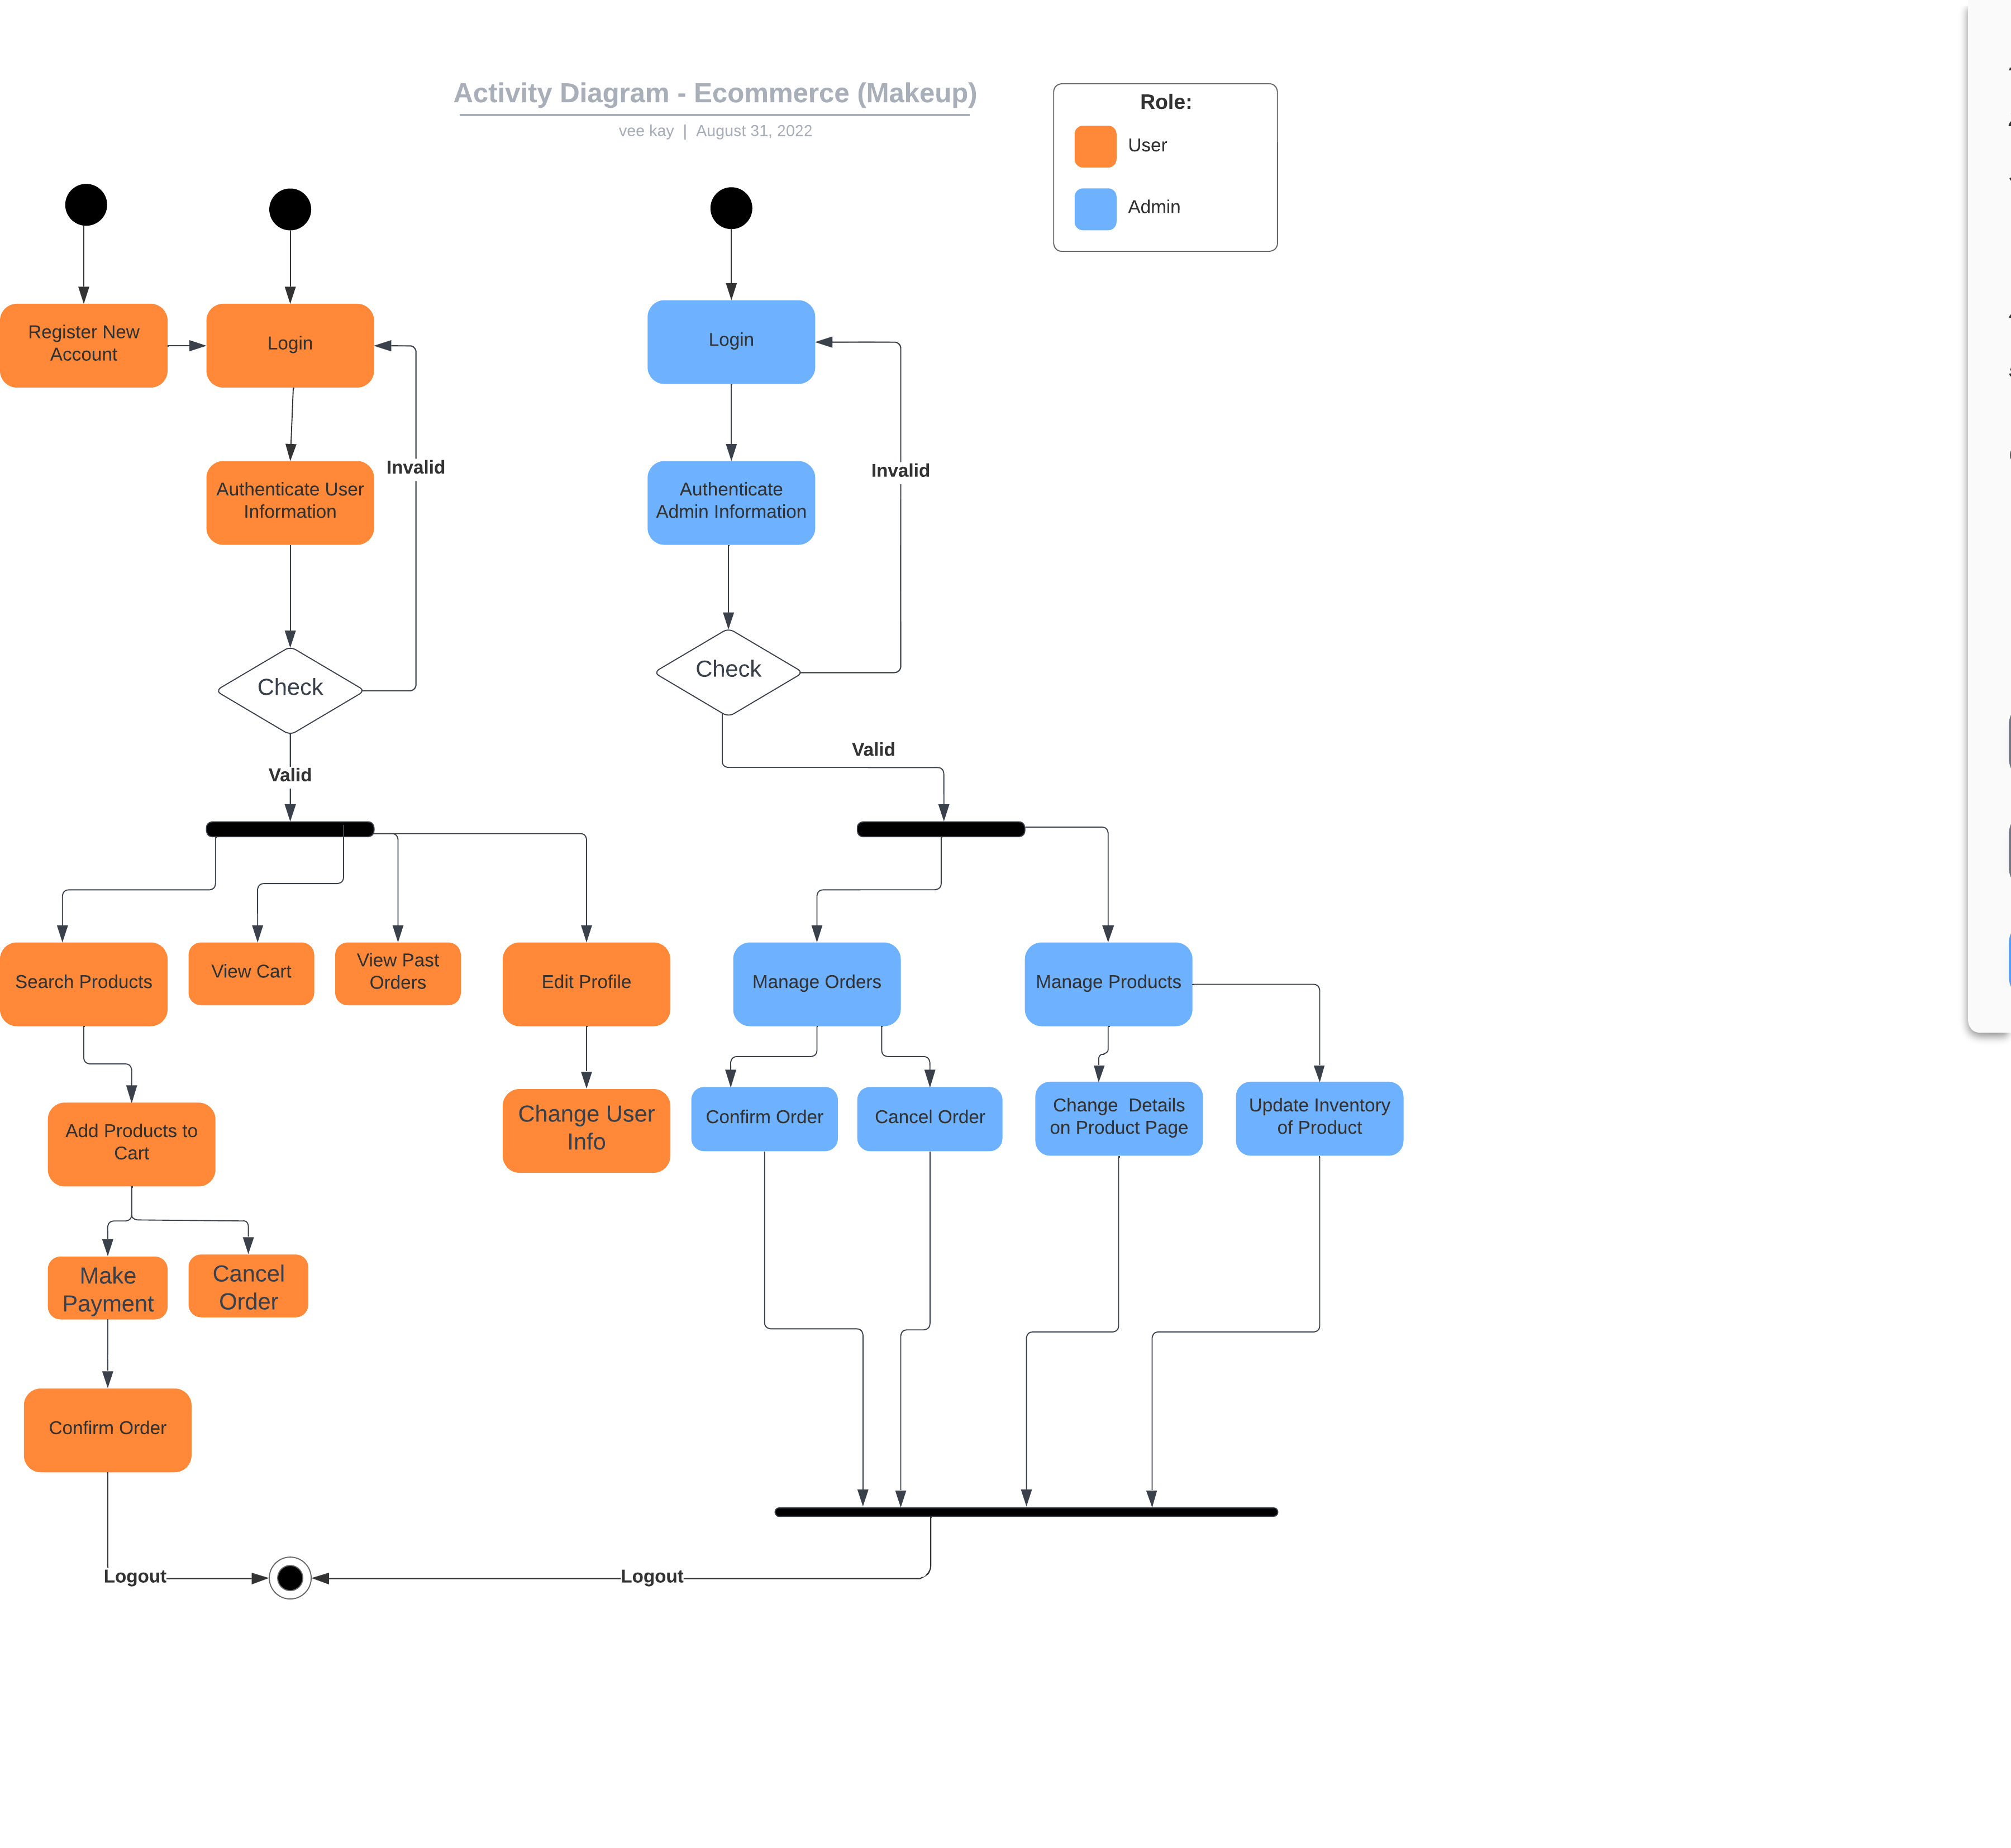 Activity Diagram - Ecommerce (Makeup)
vee kay | August 31, 2022
Role:
User
Admin
Register New
Account
Login
Login
Invalid
Invalid
Authenticate User
Information
Authenticate
Admin Information
Check
Check
Valid
Valid
Search Products
View Cart
View Past
Orders
Edit Profile
Manage Orders
Manage Products
Add Products to
Cart
Change User
Info
Confirm Order
Cancel Order
Change  Details
on Product Page
Update Inventory
of Product
Make
Payment
Cancel
Order
Confirm Order
Logout
Logout